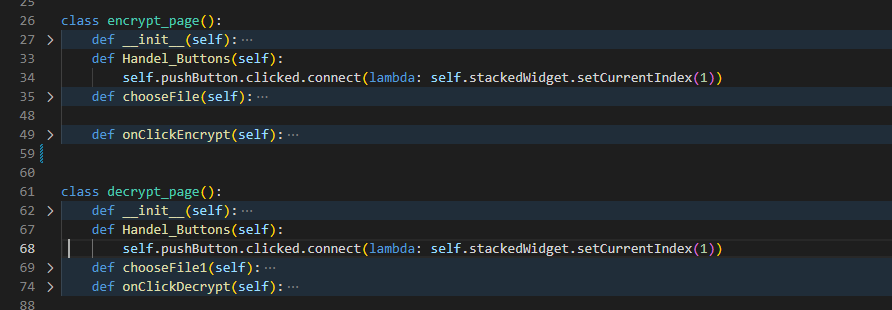 25
26 class encrypt_page():
27 > def __init__(self): ···
33 def Handel_Buttons(self):
34 self.pushButton.clicked.connect(lambda: self.stackedWidget.setCurrentIndex(1))
35 > def chooseFile(self): ···
48
49 > def onClickEncrypt(self): ···
59
60
61 class decrypt_page():
62 > def __init__(self): ···
67 def Handel_Buttons(self):
68 self.pushButton.clicked.connect(lambda: self.stackedWidget.setCurrentIndex(1))
69 > def chooseFile1(self): ···
74 > def onClickDecrypt(self): ···
88